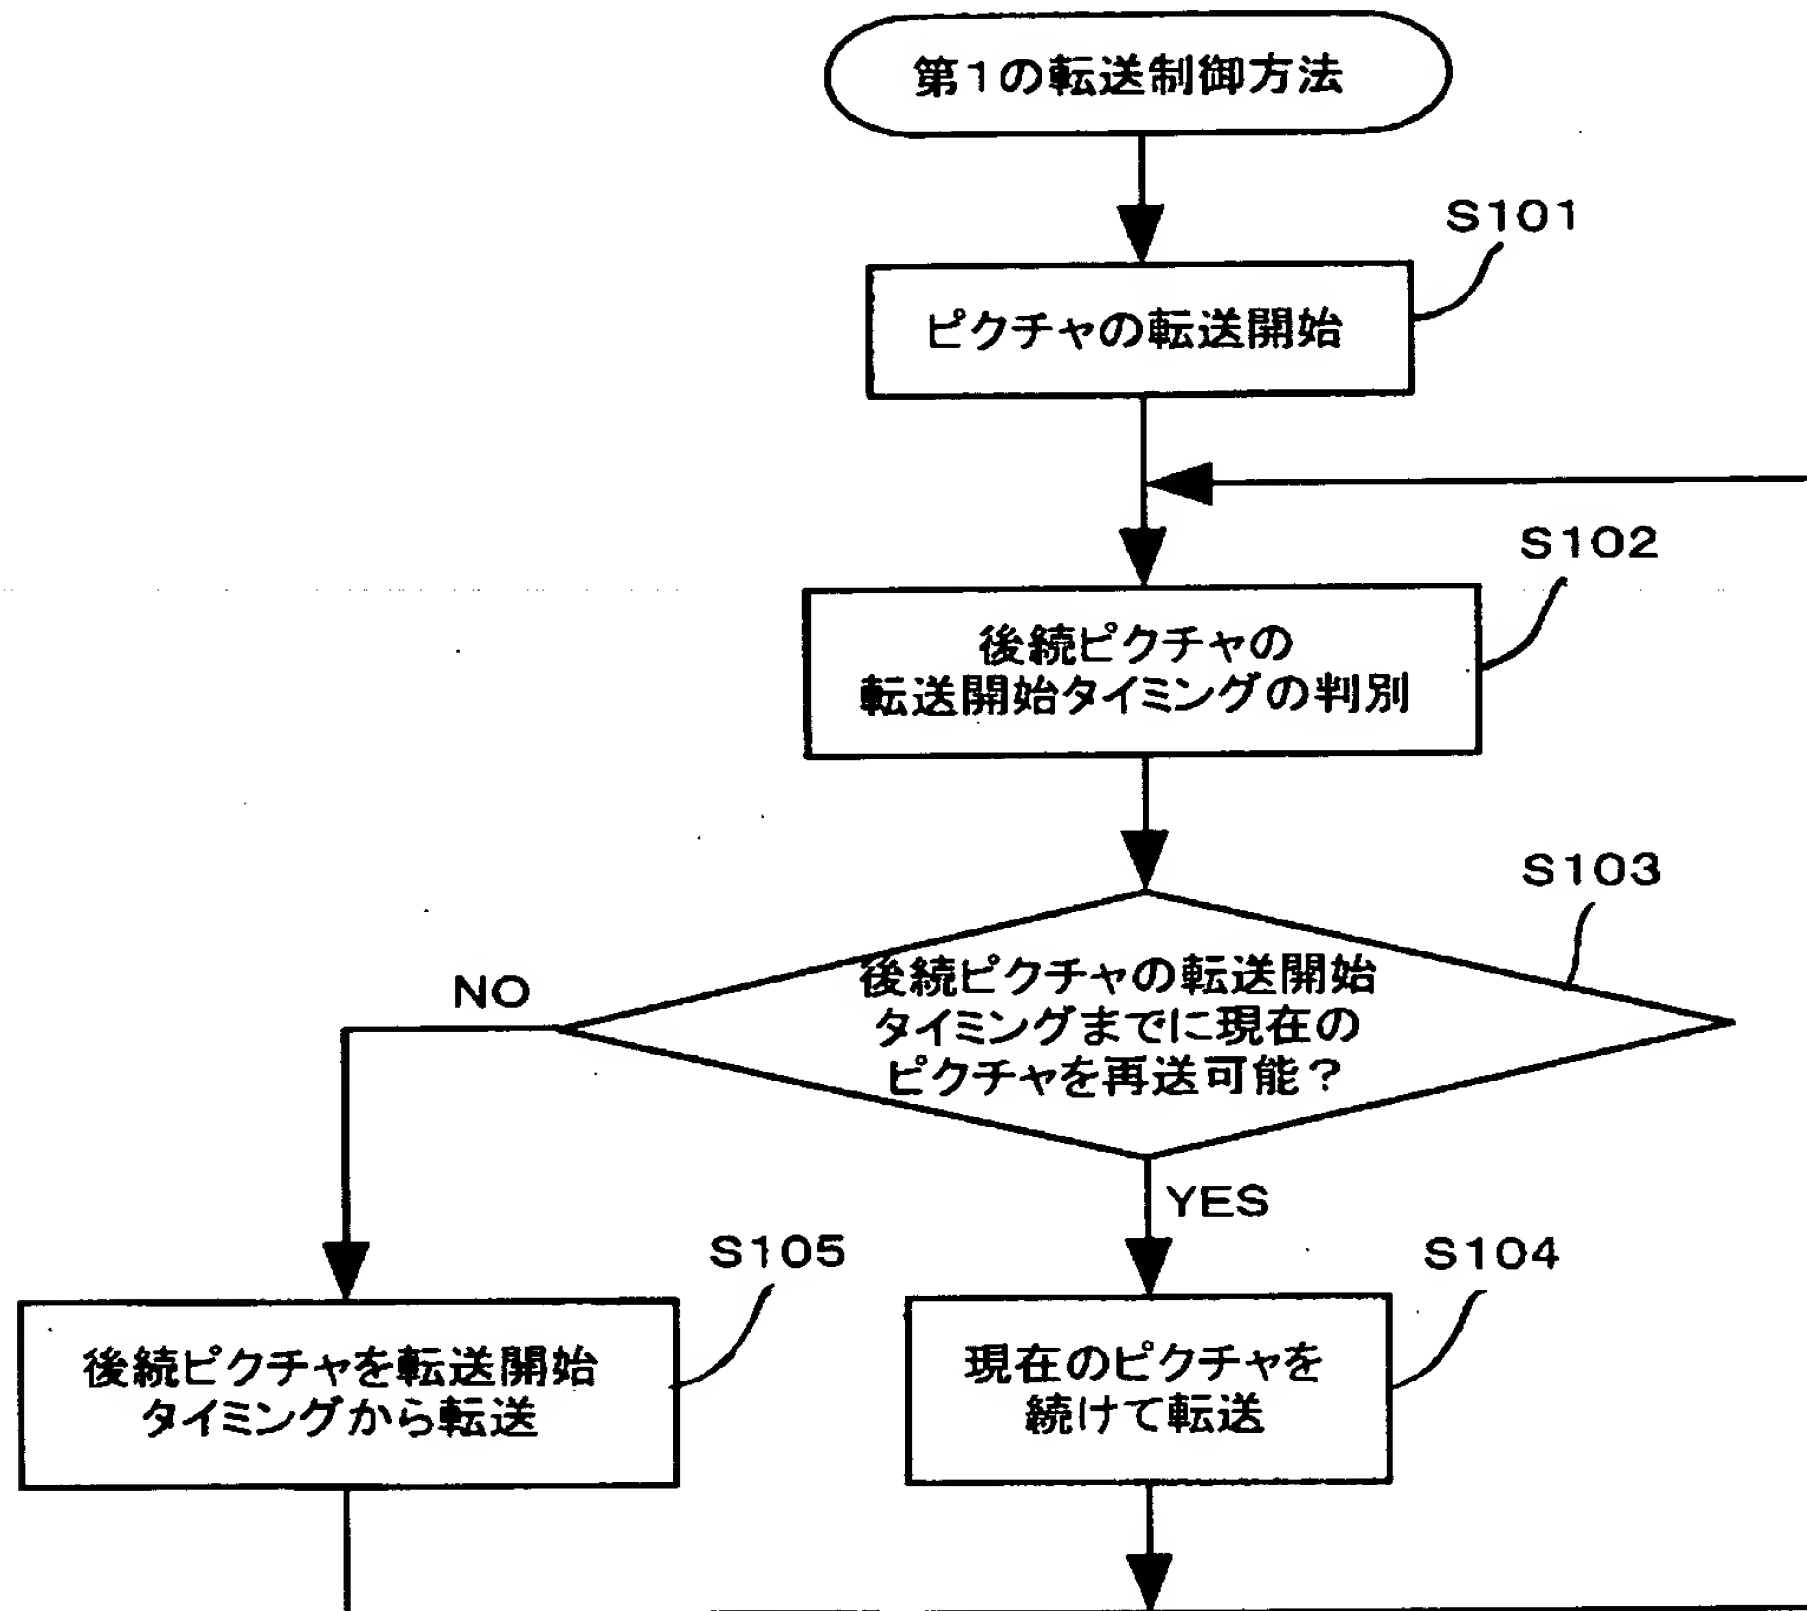 第1の転送制御方法
S101
ピクチャの転送開始
S102
後続ピクチャの
転送開始タイミングの判別
S103
後続ピクチャの転送開始
タイミングまでに現在の
ピクチャを再送可能？
NO
YES
S105
後続ピクチャを転送開始
タイミングから転送
S104
現在のピクチャを
続けて転送